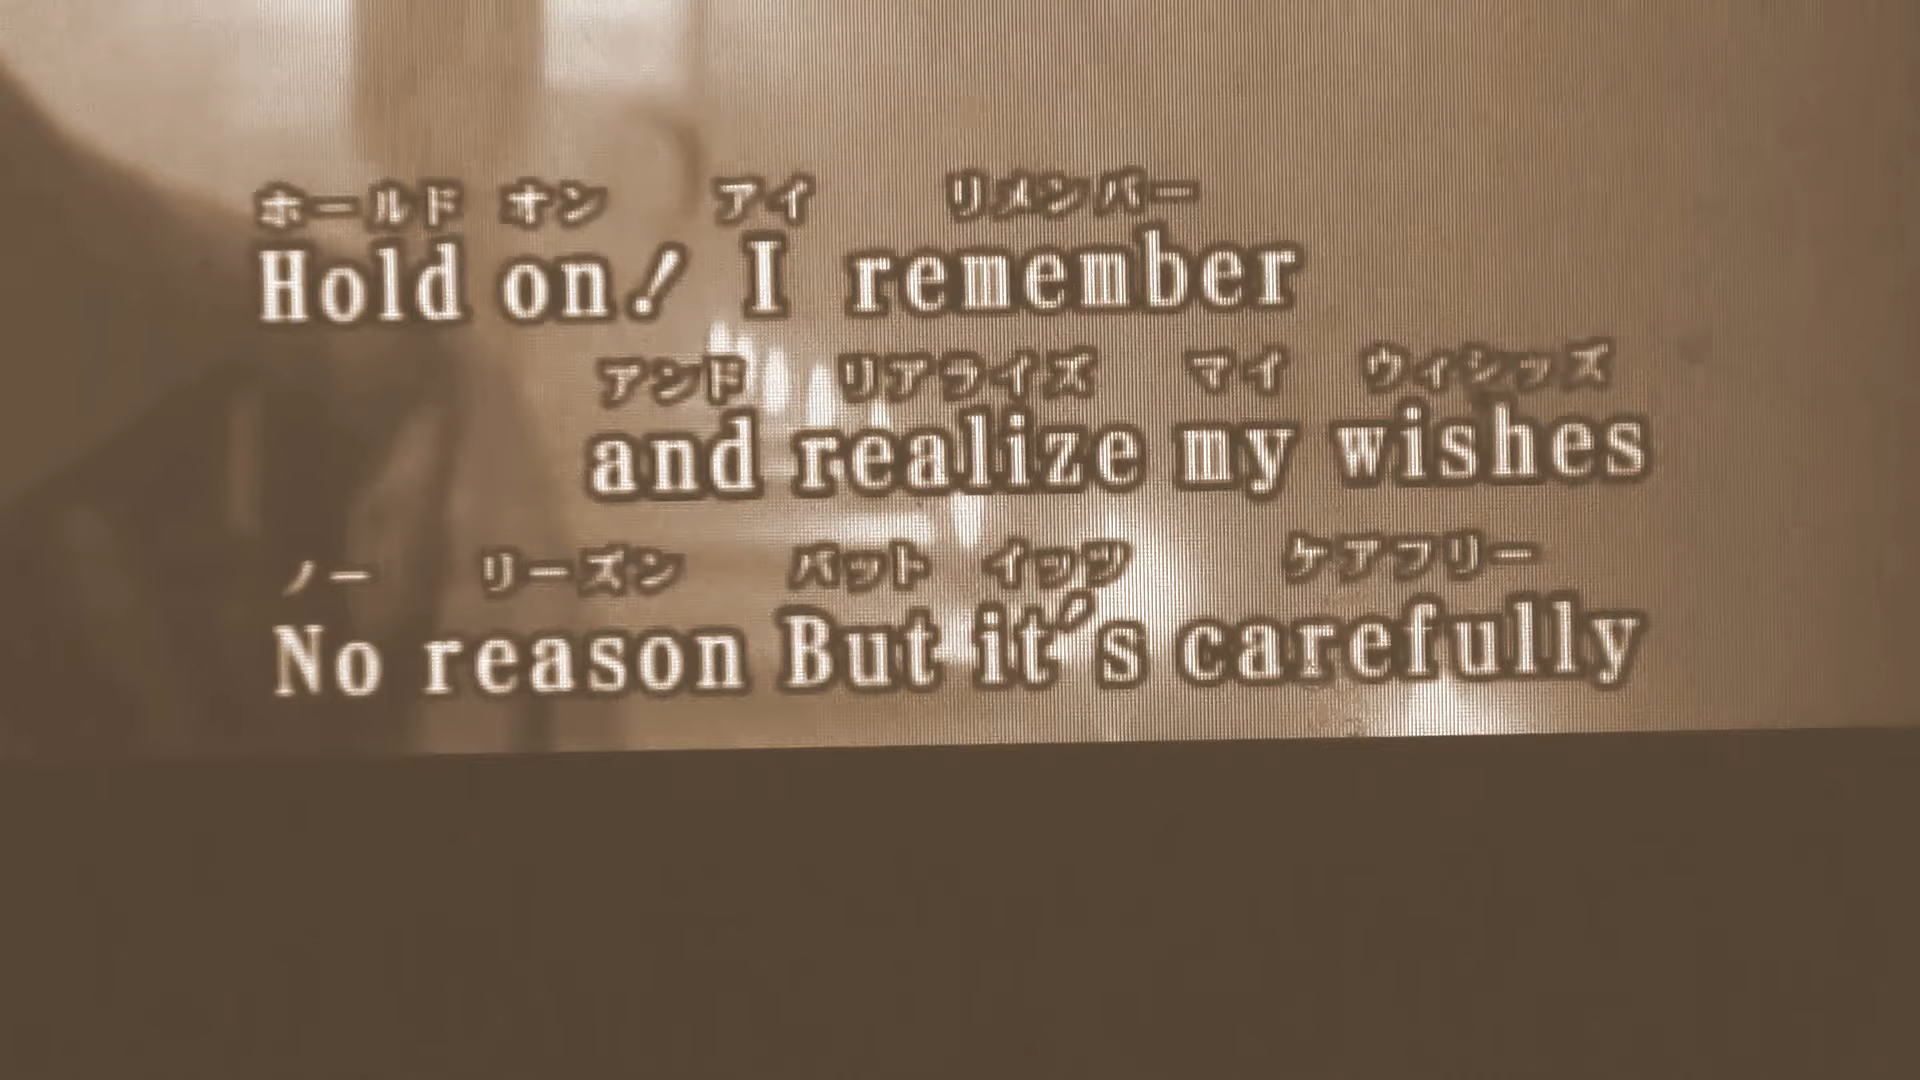 ホールド オン アイ リメンバー
Hold on! I remember
アンド リアライズ マイ ウィシッズ
and realize my wishes
ノー リーズン バット イッツ ケアフリー
No reason But it's carefully